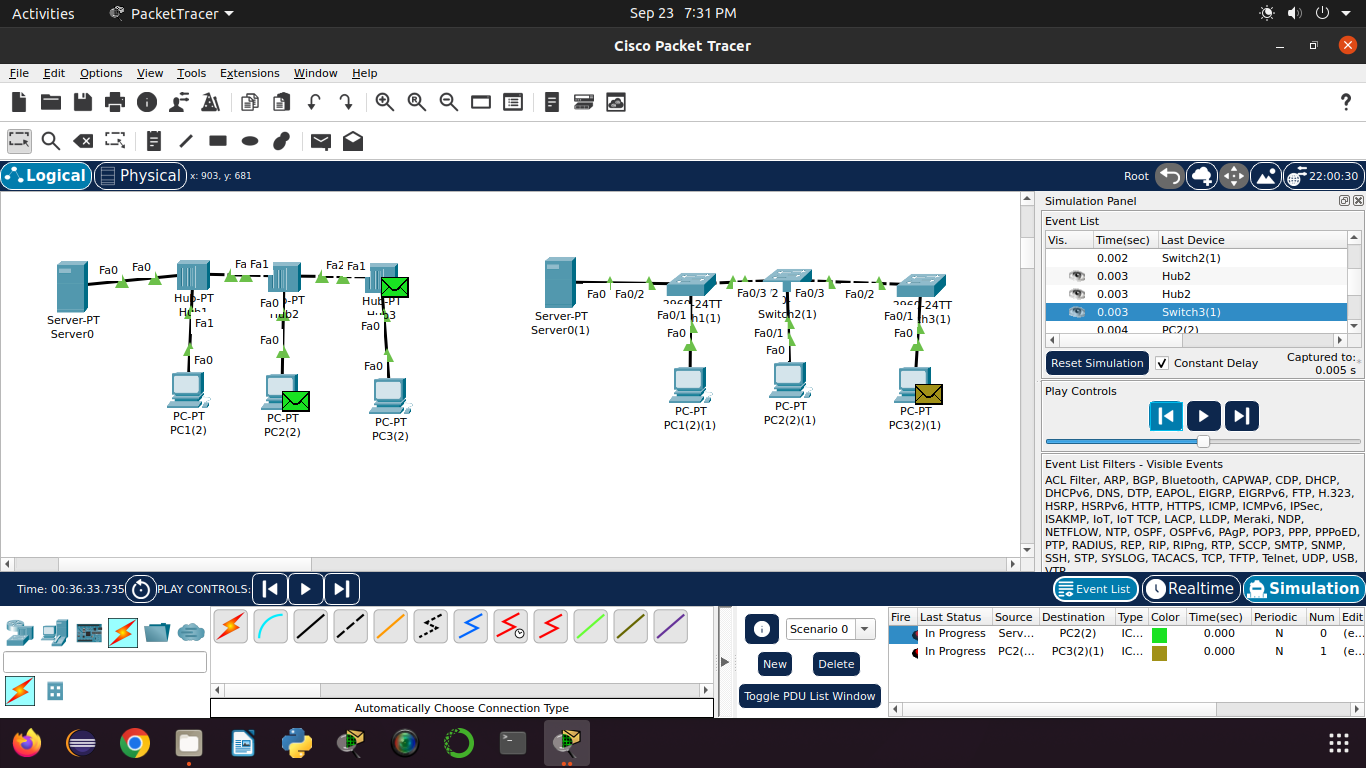 Activities PacketTracer Sep 23 7:31 PM
Cisco Packet Tracer
File Edit Options View Tools Extensions Window Help
?
Logical Physical x: 903, y: 681 Root 22:00:30
Simulation Panel
Event List
Vis. Time(sec) Last Device
0.002 Switch2(1)
0.003 Hub2
0.003 Hub2
0.003 Switch3(1)
0.004 PC2(2)
Reset Simulation Constant Delay Captured to:
0.005 s
Play Controls
Event List Filters - Visible Events
ACL Filter, ARP, BGP, Bluetooth, CAPWAP, CDP, DHCP,
DHCPv6, DNS, DTP, EAPOL, EIGRP, EIGRPv6, FTP, H.323,
HSRP, HSRPv6, HTTP, HTTPS, ICMP, ICMPv6, IPSec,
ISAKMP, IoT, IoT TCP, LACP, LLDP, Meraki, NDP,
NETFLOW, NTP, OSPF, OSPFv6, PAgP, POP3, PPP, PPPoED,
PTP, RADIUS, REP, RIP, RIPng, RTP, SCCP, SMTP, SNMP,
SSH, STP, SYSLOG, TACACS, TCP, TFTP, Telnet, UDP, USB,
VTP
Fa0 Fa0 Fa Fa1 Fa2 Fa1
Server-PT
Server0
Hub-PT
Hub1
Fa0
-PT
Hub2
Hub-PT
Fa1 Fa0
Fa0 Fa0 Fa0
PC-PT
PC1(2)
PC-PT
PC2(2)
PC-PT
PC3(2)
Fa0 Fa0/2 Fa0/3 Fa0/3 Fa0/2
Server-PT
Server0(1)
2960-24TT
Fa0/1 h1(1)
Switch2(1)
Fa0/1 h3(1)
Fa0 Fa0/1 Fa0
Fa0
PC-PT
PC1(2)(1)
PC-PT
PC2(2)(1)
PC-PT
PC3(2)(1)
Time: 00:36:33.735 PLAY CONTROLS: Event List Realtime Simulation
Automatically Choose Connection Type
Scenario 0
New Delete
Toggle PDU List Window
Fire Last Status Source Destination Type Color Time(sec) Periodic Num Edit
In Progress Serv... PC2(2) IC... 0.000 N 0 (e...
In Progress PC2(... PC3(2)(1) IC... 0.000 N 1 (e...